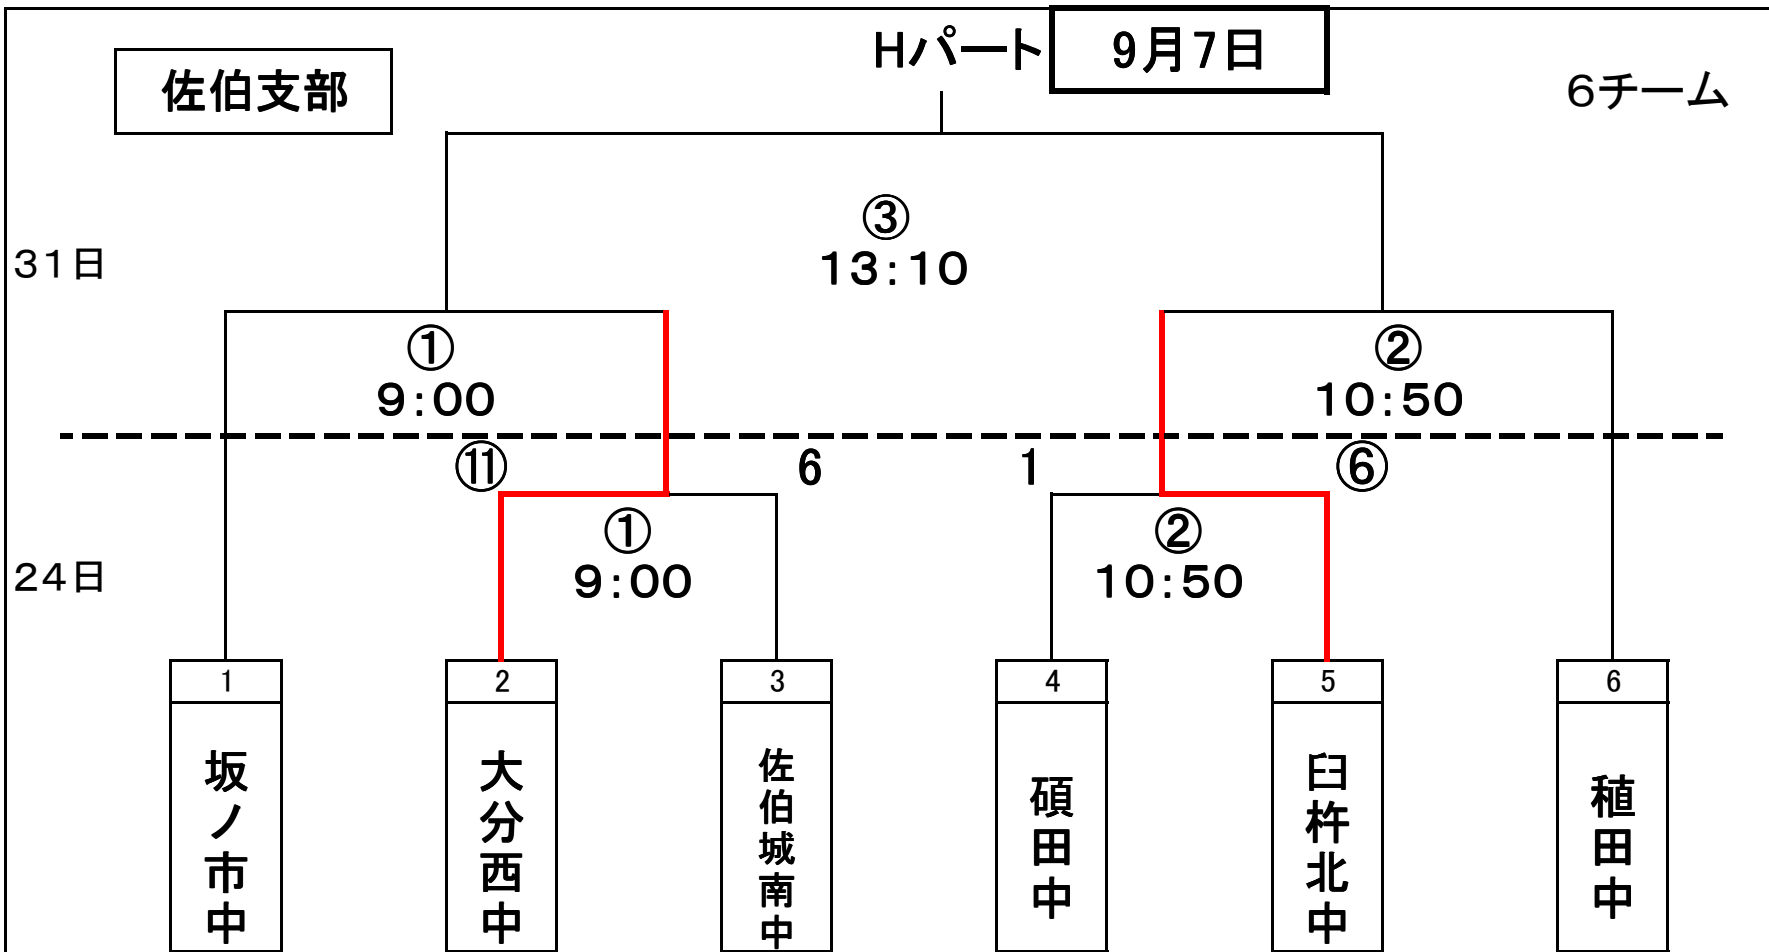 Hパート 9月7日
佐伯支部
6チーム
③
13:10
31日
① ②
9:00 10:50
⑪ 6 1 ⑥
① ②
24日 9:00 10:50
1 2 3 4 5 6
坂ノ市中
大分西中
佐伯城南中
碩田中
臼杵北中
稙田中